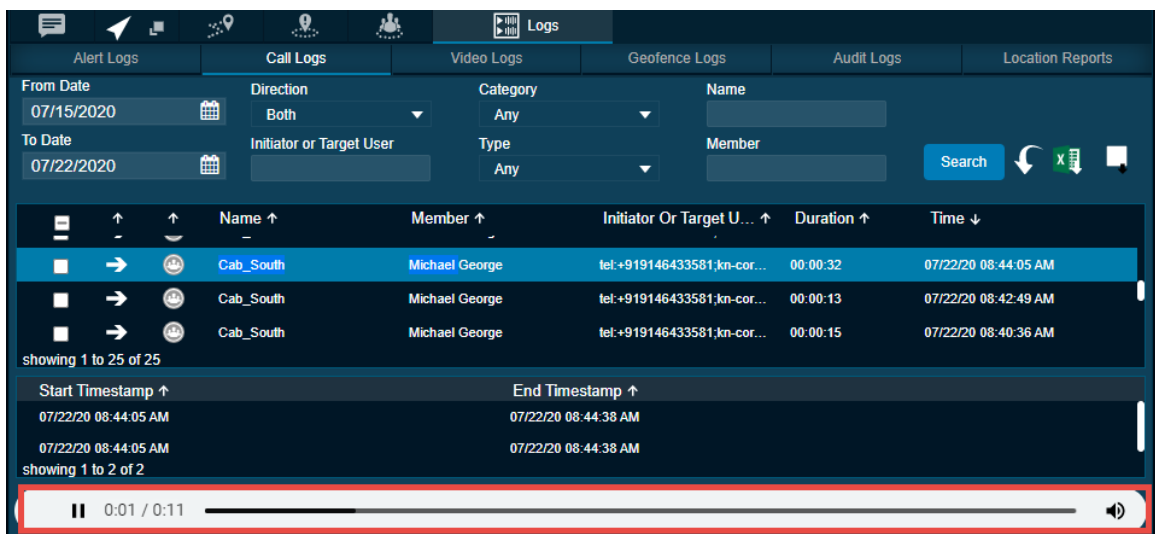 Logs
Alert Logs Call Logs Video Logs Geofence Logs Audit Logs Location Reports
From Date Direction Category Name
07/15/2020 Both Any
To Date Initiator or Target User Type Member
07/22/2020 Any Search
Name ↑ Member ↑ Initiator Or Target U... ↑ Duration ↑ Time ↓
Cab_South Michael George tel:+919146433581;kn-cor... 00:00:32 07/22/20 08:44:05 AM
Cab_South Michael George tel:+919146433581;kn-cor... 00:00:13 07/22/20 08:42:49 AM
Cab_South Michael George tel:+919146433581;kn-cor... 00:00:15 07/22/20 08:40:36 AM
showing 1 to 25 of 25
Start Timestamp ↑ End Timestamp ↑
07/22/20 08:44:05 AM 07/22/20 08:44:38 AM
07/22/20 08:44:05 AM 07/22/20 08:44:38 AM
showing 1 to 2 of 2
0:01 / 0:11